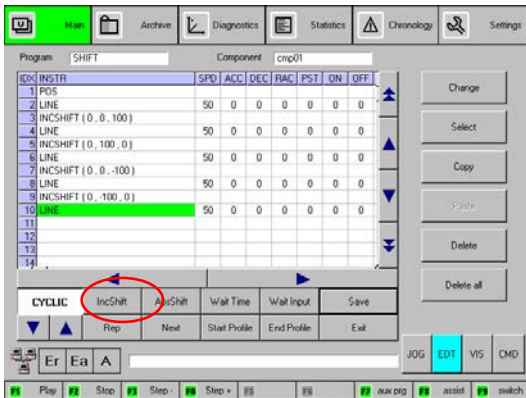 Main Archive Diagnostics Statistics Chronology Settings
Program SHIFT Component cmp01
IDX INSTR SPD ACC DEC RAC PST ON OFF
1 POS
2 LINE 50 0 0 0 0 0 0
3 INCSHIFT ( 0 , 0 , 100 )
4 LINE 50 0 0 0 0 0 0
5 INCSHIFT ( 0 , 100 , 0 )
6 LINE 50 0 0 0 0 0 0
7 INCSHIFT ( 0 , 0 , -100 )
8 LINE 50 0 0 0 0 0 0
9 INCSHIFT ( 0 , -100 , 0 )
10 LINE 50 0 0 0 0 0 0
11
12
13
14
Change
Select
Copy
Paste
Delete
Delete all
CYCLIC IncShift AbsShift Wait Time Wait Input Save
Rep Next Start Profile End Profile Exit
Er Ea A
JOG EDT VIS CMD
F1 Play F2 Stop F3 Step - F4 Step + F5 F6 F7 aux prg F8 assist F9 switch